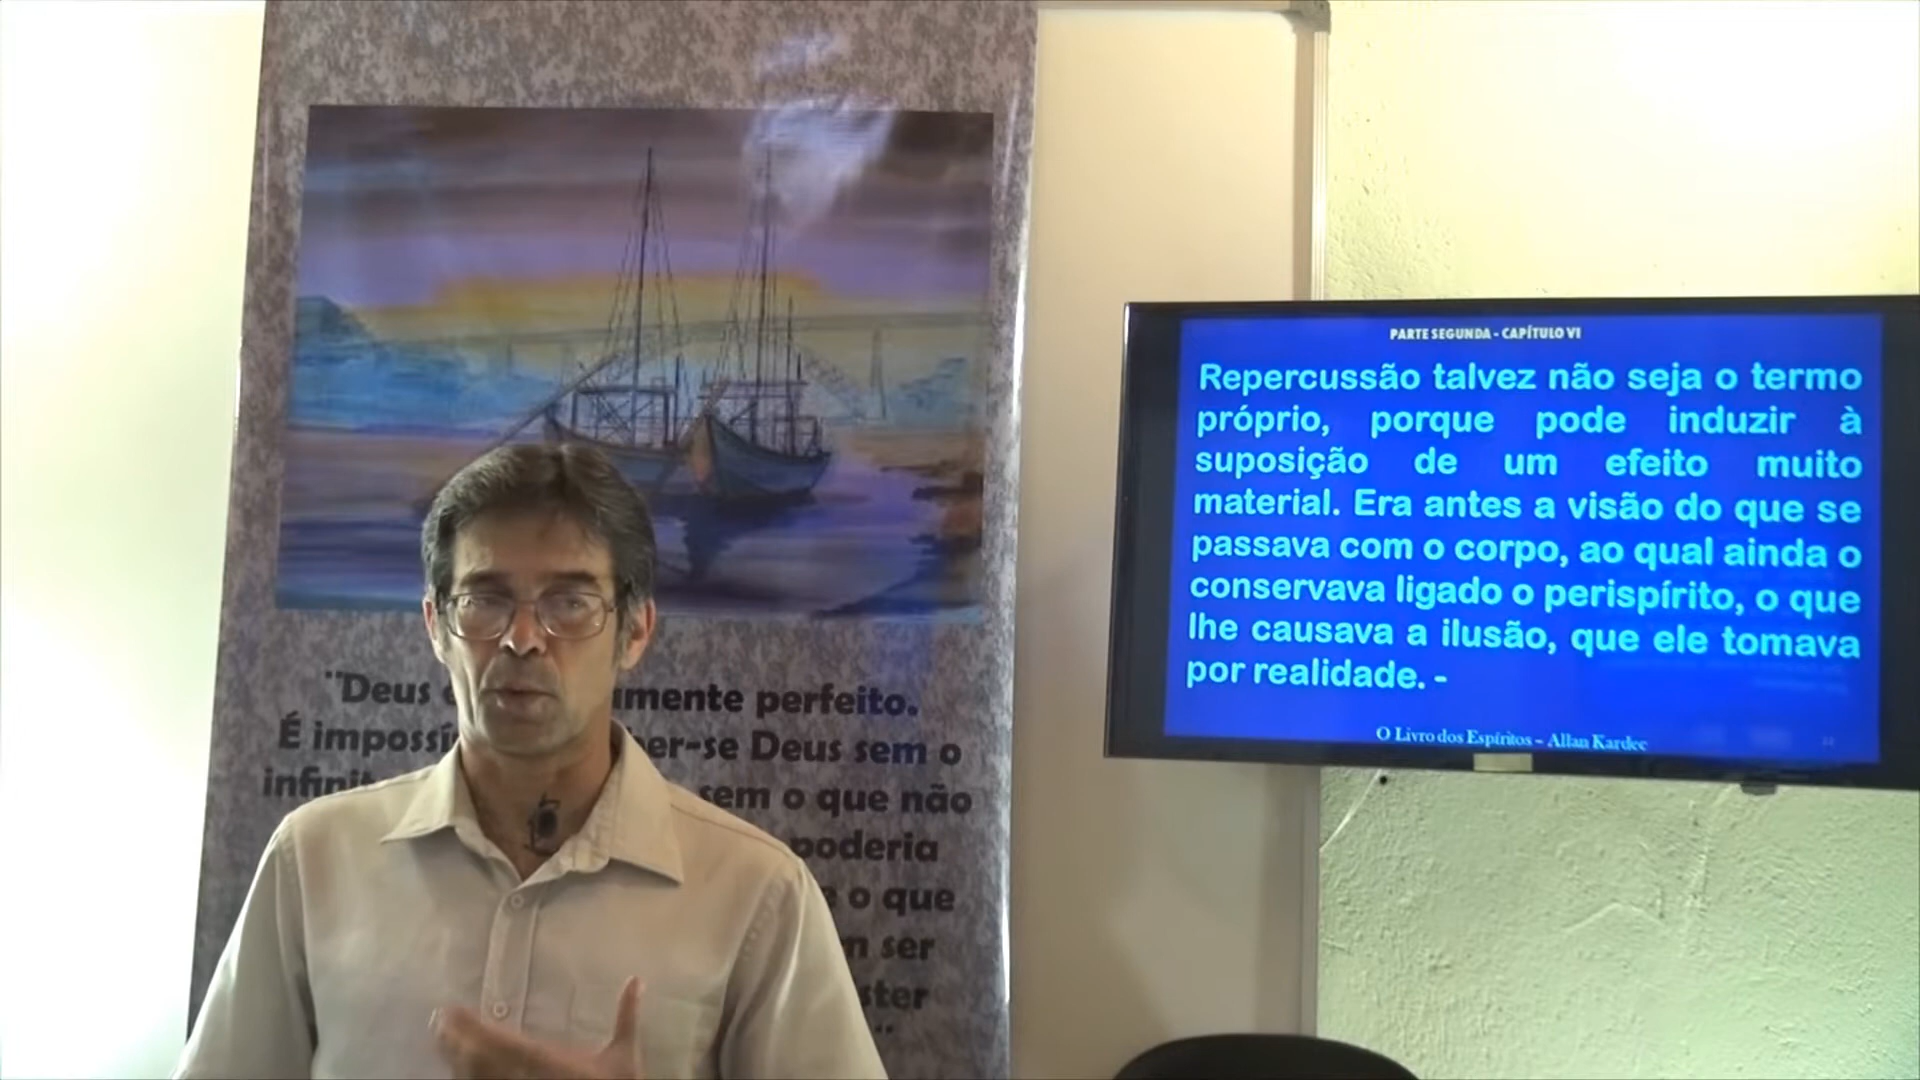 ¨Deus amente perfeito.
É impossí ber-se Deus sem o
infinit sem o que não
poderia
e o que
m ser
ster
¨
PARTE SEGUNDA - CAPÍTULO VI
Repercussão talvez não seja o termo
próprio, porque pode induzir à
suposição de um efeito muito
material. Era antes a visão do que se
passava com o corpo, ao qual ainda o
conservava ligado o perispírito, o que
lhe causava a ilusão, que ele tomava
por realidade. -
O Livro dos Espíritos – Allan Kardec